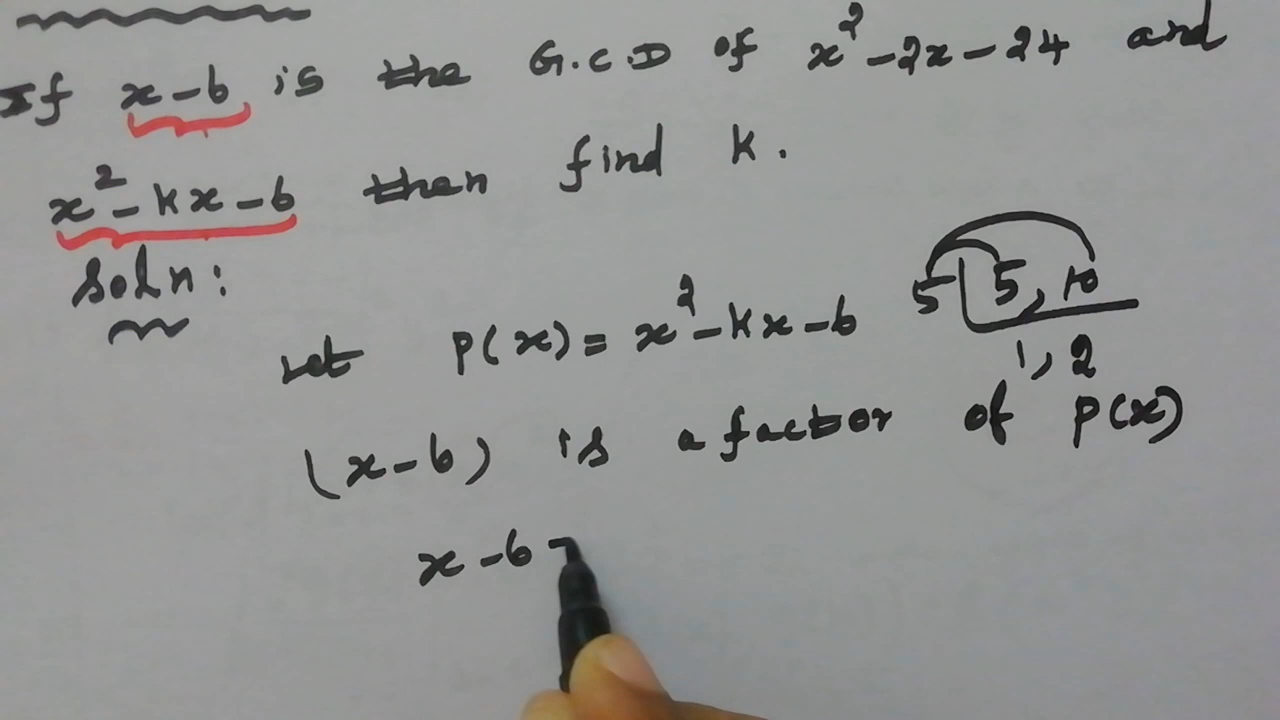 If x-6 is the G.C.D of x²-2x-24 and
x²-kx-6 then find k.
Soln:
Let P(x) = x²-kx-6
5 | 5, 10
1, 2
(x-6) is a factor of P(x)
x-6 =